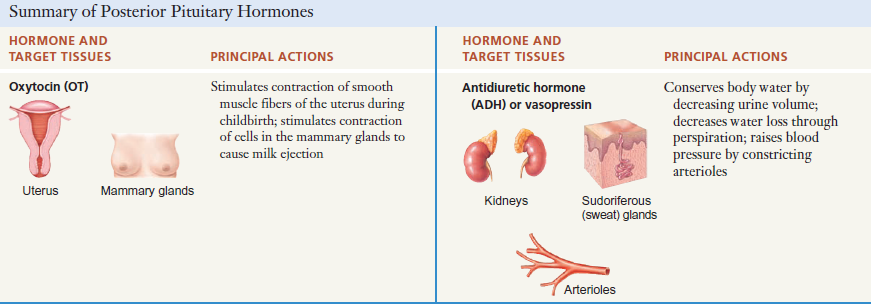 Summary of Posterior Pituitary Hormones
HORMONE AND
TARGET TISSUES
PRINCIPAL ACTIONS
Oxytocin (OT)
Uterus
Mammary glands
Stimulates contraction of smooth
muscle fibers of the uterus during
childbirth; stimulates contraction
of cells in the mammary glands to
cause milk ejection
HORMONE AND
TARGET TISSUES
PRINCIPAL ACTIONS
Antidiuretic hormone
(ADH) or vasopressin
Kidneys
Sudoriferous
(sweat) glands
Arterioles
Conserves body water by
decreasing urine volume;
decreases water loss through
perspiration; raises blood
pressure by constricting
arterioles